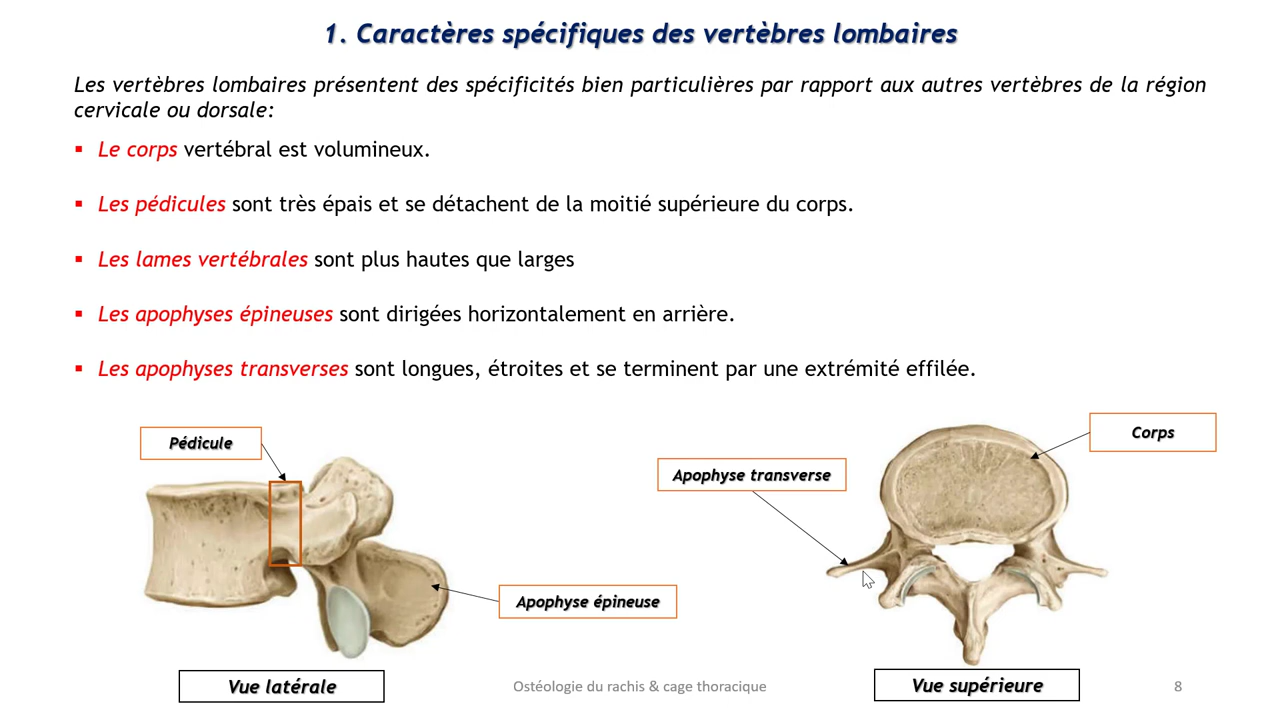 1. Caractères spécifiques des vertèbres lombaires
Les vertèbres lombaires présentent des spécificités bien particulières par rapport aux autres vertèbres de la région
cervicale ou dorsale:
▪ Le corps vertébral est volumineux.
▪ Les pédicules sont très épais et se détachent de la moitié supérieure du corps.
▪ Les lames vertébrales sont plus hautes que larges
▪ Les apophyses épineuses sont dirigées horizontalement en arrière.
▪ Les apophyses transverses sont longues, étroites et se terminent par une extrémité effilée.
Pédicule
Corps
Apophyse transverse
Apophyse épineuse
Vue latérale
Ostéologie du rachis & cage thoracique
Vue supérieure
8